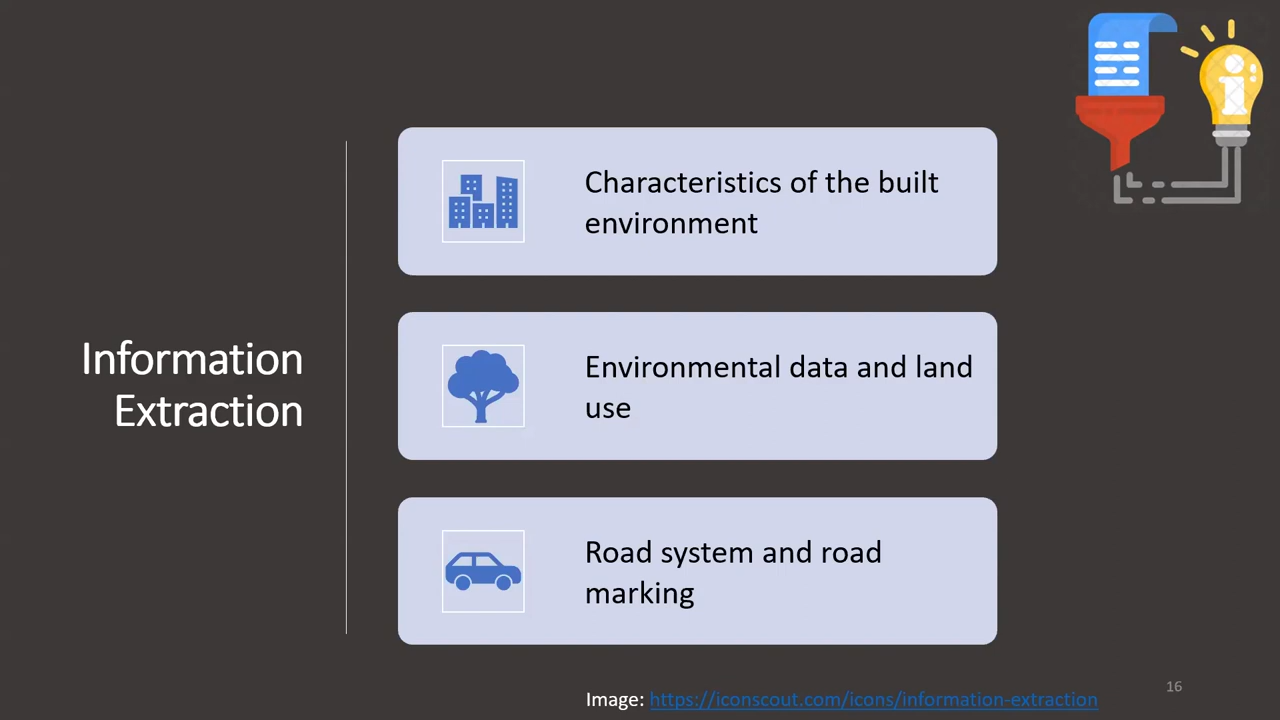 Information
Extraction
Characteristics of the built
environment
Environmental data and land
use
Road system and road
marking
Image: https://iconscout.com/icons/information-extraction
16